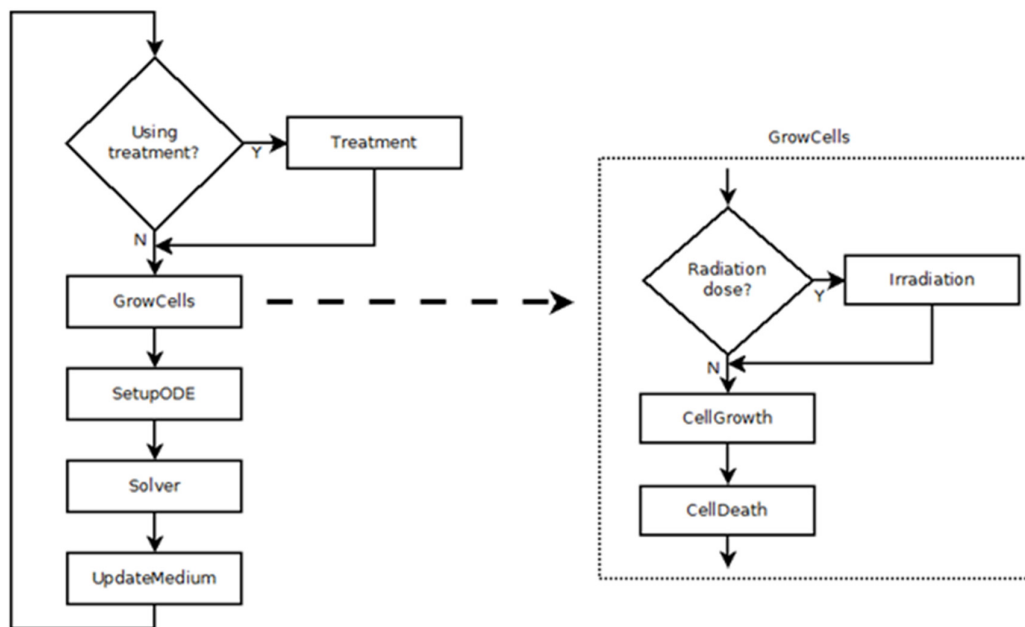 Using
treatment?
Y
Treatment
N
GrowCells
SetupODE
Solver
UpdateMedium
GrowCells
Radiation
dose?
Y
Irradiation
N
CellGrowth
CellDeath